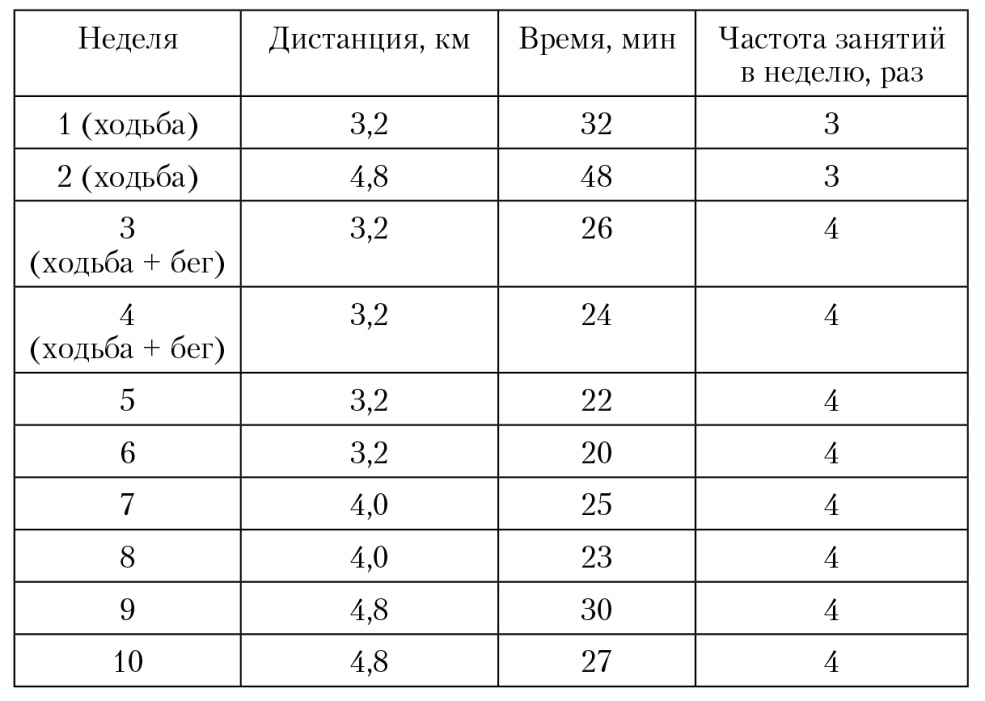 Неделя Дистанция, км Время, мин Частота занятий
в неделю, раз
1 (ходьба) 3,2 32 3
2 (ходьба) 4,8 48 3
3 3,2 26 4
(ходьба + бег)
4 3,2 24 4
(ходьба + бег)
5 3,2 22 4
6 3,2 20 4
7 4,0 25 4
8 4,0 23 4
9 4,8 30 4
10 4,8 27 4